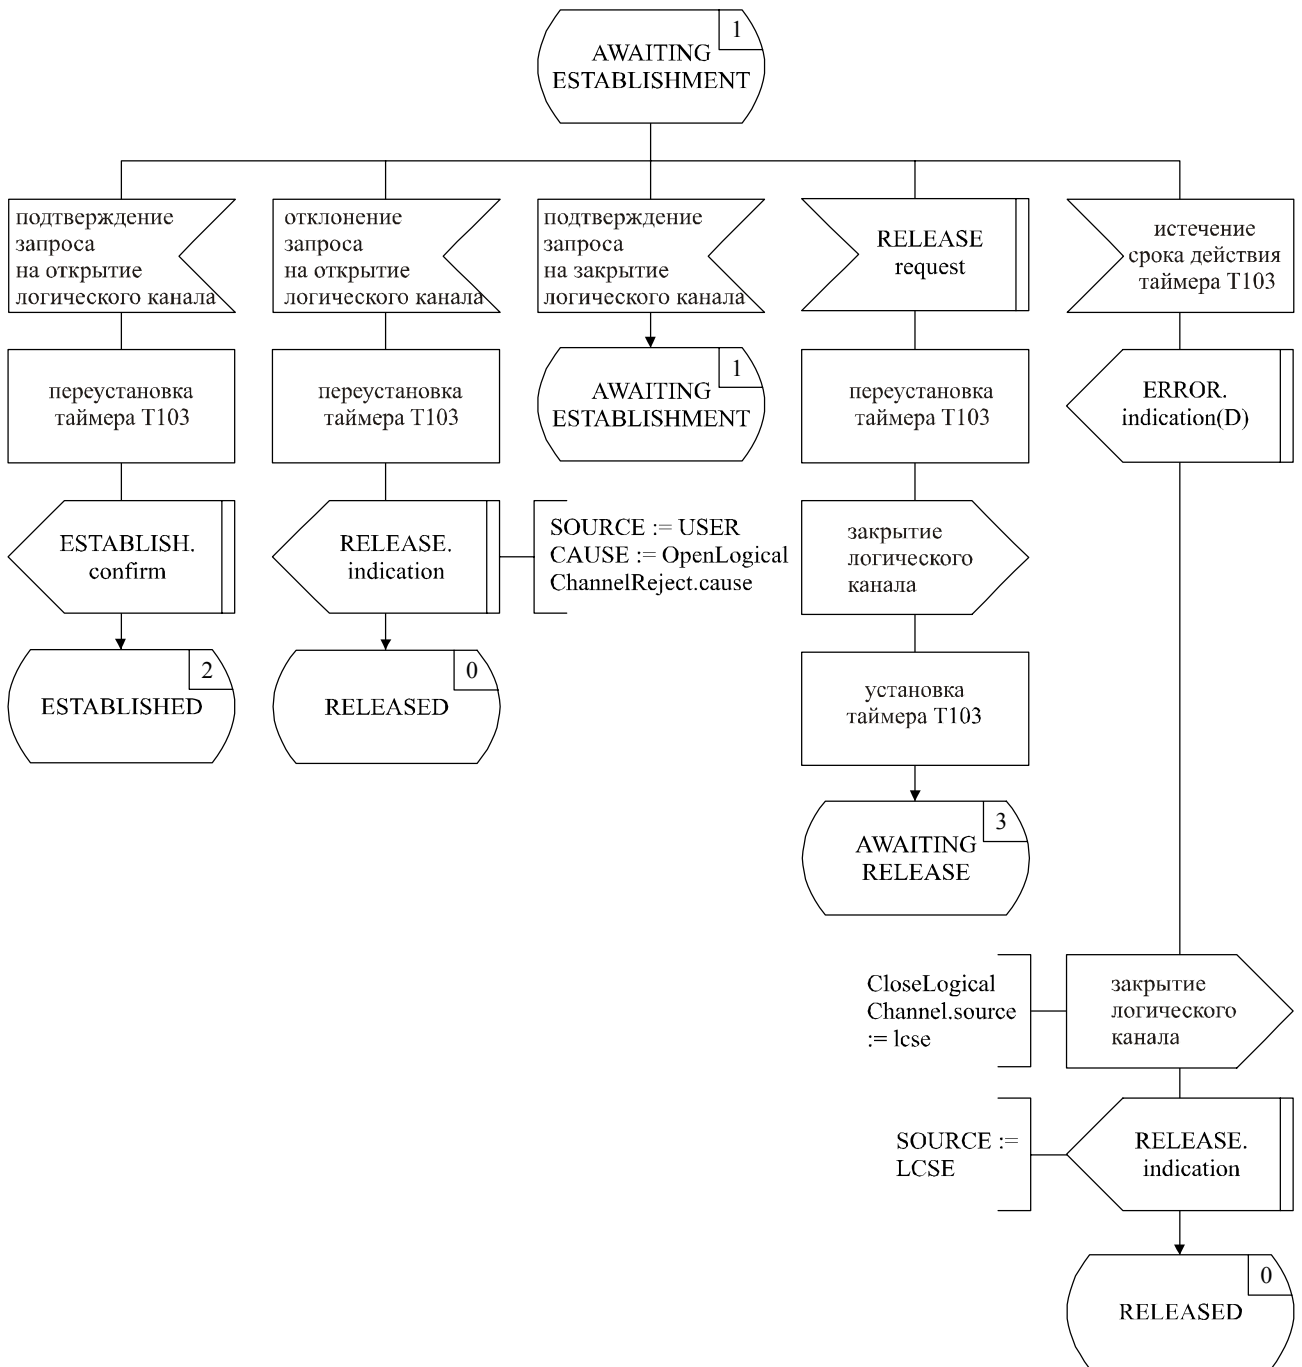 1
AWAITING
ESTABLISHMENT
подтверждение
запроса
на открытие
логического канала
отклонение
запроса
на открытие
логического канала
подтверждение
запроса
на закрытие
логического канала
RELEASE
request
истечение
срока действия
таймера T103
переустановка
таймера T103
переустановка
таймера T103
1
AWAITING
ESTABLISHMENT
переустановка
таймера T103
ERROR.
indication(D)
ESTABLISH.
confirm
RELEASE.
indication
SOURCE := USER
CAUSE := OpenLogical
ChannelReject.cause
закрытие
логического
канала
2
ESTABLISHED
0
RELEASED
установка
таймера T103
3
AWAITING
RELEASE
CloseLogical
Channel.source
:= lcse
закрытие
логического
канала
SOURCE :=
LCSE
RELEASE.
indication
0
RELEASED